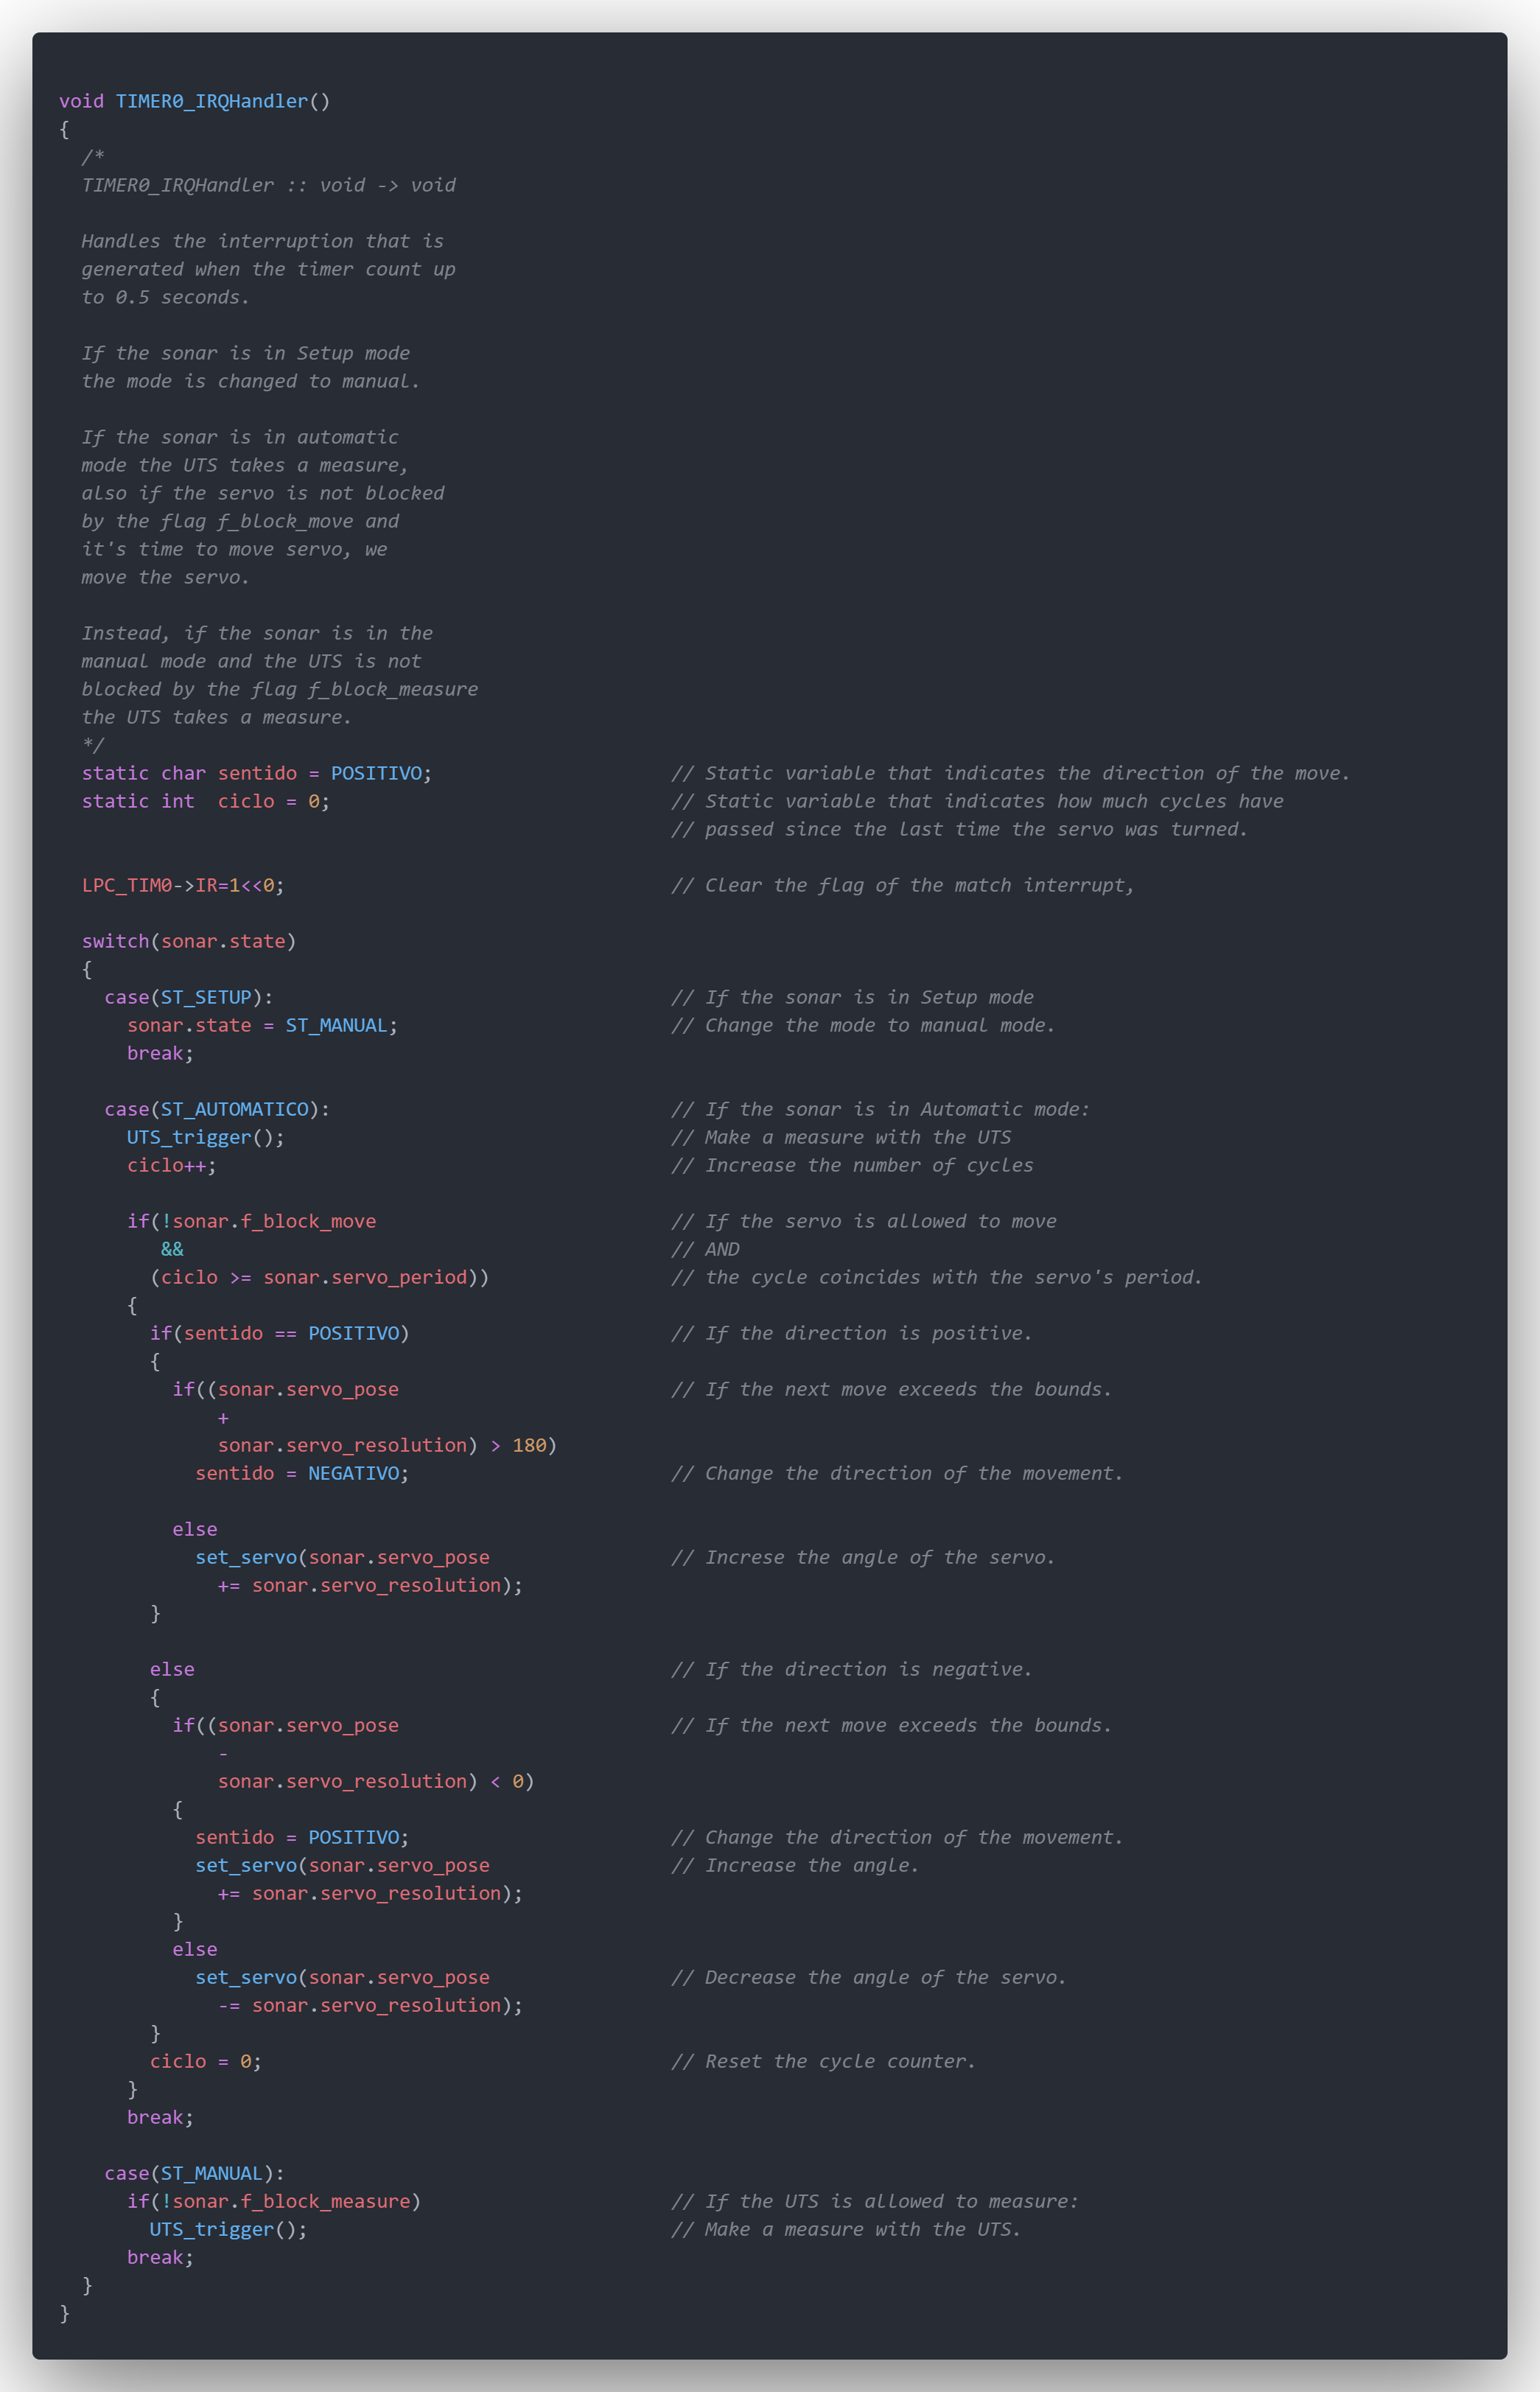 void TIMER0_IRQHandler()
{
  /*
  TIMER0_IRQHandler :: void -> void

  Handles the interruption that is
  generated when the timer count up
  to 0.5 seconds.

  If the sonar is in Setup mode
  the mode is changed to manual.

  If the sonar is in automatic
  mode the UTS takes a measure,
  also if the servo is not blocked
  by the flag f_block_move and
  it's time to move servo, we
  move the servo.

  Instead, if the sonar is in the
  manual mode and the UTS is not
  blocked by the flag f_block_measure
  the UTS takes a measure.
  */
  static char sentido = POSITIVO;                     // Static variable that indicates the direction of the move.
  static int  ciclo = 0;                              // Static variable that indicates how much cycles have
                                                      // passed since the last time the servo was turned.

  LPC_TIM0->IR=1<<0;                                  // Clear the flag of the match interrupt,

  switch(sonar.state)
  {
    case(ST_SETUP):                                   // If the sonar is in Setup mode
      sonar.state = ST_MANUAL;                        // Change the mode to manual mode.
      break;

    case(ST_AUTOMATICO):                              // If the sonar is in Automatic mode:
      UTS_trigger();                                  // Make a measure with the UTS
      ciclo++;                                        // Increase the number of cycles

      if(!sonar.f_block_move                          // If the servo is allowed to move
         &&                                           // AND
        (ciclo >= sonar.servo_period))                // the cycle coincides with the servo's period.
      {
        if(sentido == POSITIVO)                       // If the direction is positive.
        {
          if((sonar.servo_pose                        // If the next move exceeds the bounds.
              +
              sonar.servo_resolution) > 180)
            sentido = NEGATIVO;                       // Change the direction of the movement.

          else
            set_servo(sonar.servo_pose                // Increse the angle of the servo.
              += sonar.servo_resolution);
        }

        else                                          // If the direction is negative.
        {
          if((sonar.servo_pose                        // If the next move exceeds the bounds.
              -
              sonar.servo_resolution) < 0)
          {
            sentido = POSITIVO;                       // Change the direction of the movement.
            set_servo(sonar.servo_pose                // Increase the angle.
              += sonar.servo_resolution);
          }
          else
            set_servo(sonar.servo_pose                // Decrease the angle of the servo.
              -= sonar.servo_resolution);
        }
        ciclo = 0;                                    // Reset the cycle counter.
      }
      break;

    case(ST_MANUAL):
      if(!sonar.f_block_measure)                      // If the UTS is allowed to measure:
        UTS_trigger();                                // Make a measure with the UTS.
      break;
  }
}